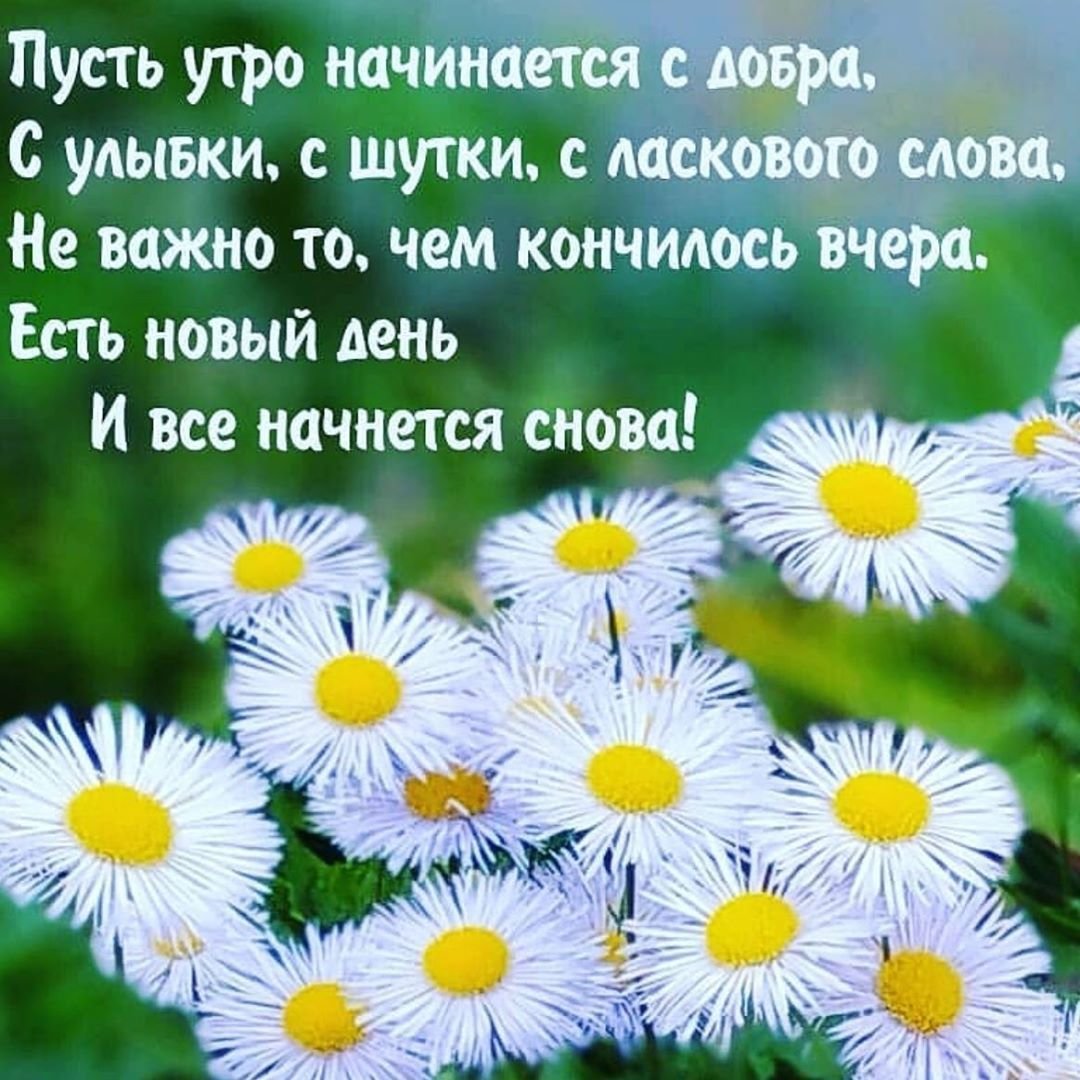 Пусть утро начинается с добра,
С улыбки, с шутки, с ласкового слова,
Не важно то, чем кончилось вчера.
Есть новый день
И все начнется снова!